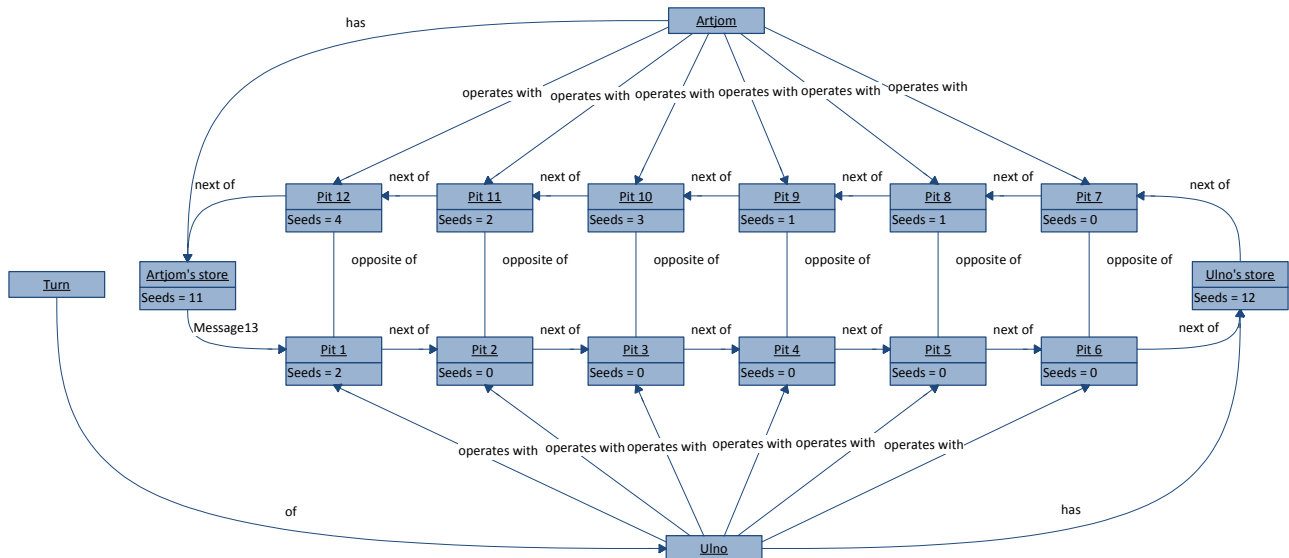 Artjom
has
operates with operates with operates with operates with operates with operates with
next of next of next of next of next of next of next of
Pit 12 Pit 11 Pit 10 Pit 9 Pit 8 Pit 7
Seeds = 4 Seeds = 2 Seeds = 3 Seeds = 1 Seeds = 1 Seeds = 0
opposite of opposite of opposite of opposite of opposite of opposite of
Turn Artjom's store Ulno's store
Seeds = 11 Seeds = 12
Message13 next of next of next of next of next of next of
Pit 1 Pit 2 Pit 3 Pit 4 Pit 5 Pit 6
Seeds = 2 Seeds = 0 Seeds = 0 Seeds = 0 Seeds = 0 Seeds = 0
operates with operates with operates with operates with operates with operates with
of has
Ulno